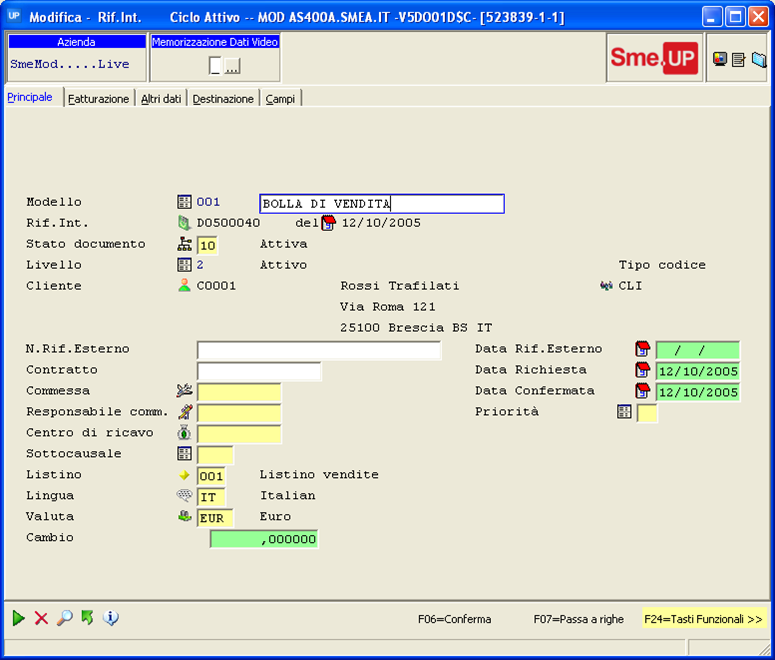 UP Modifica - Rif.Int. Ciclo Attivo -- MOD AS400A.SMEA.IT -V5DO01D$C- [523839-1-1]
Azienda
SmeMod.....Live
Memorizzazione Dati Video
...
Sme.UP
Principale Fatturazione Altri dati Destinazione Campi
Modello 001 BOLLA DI VENDITA
Rif.Int. D0500040 del 12/10/2005
Stato documento 10 Attiva
Livello 2 Attivo Tipo codice
Cliente C0001 Rossi Trafilati CLI
Via Roma 121
25100 Brescia BS IT
N.Rif.Esterno Data Rif.Esterno / /
Contratto Data Richiesta 12/10/2005
Commessa Data Confermata 12/10/2005
Responsabile comm. Priorità
Centro di ricavo
Sottocausale
Listino 001 Listino vendite
Lingua IT Italian
Valuta EUR Euro
Cambio ,000000
F06=Conferma F07=Passa a righe F24=Tasti Funzionali >>